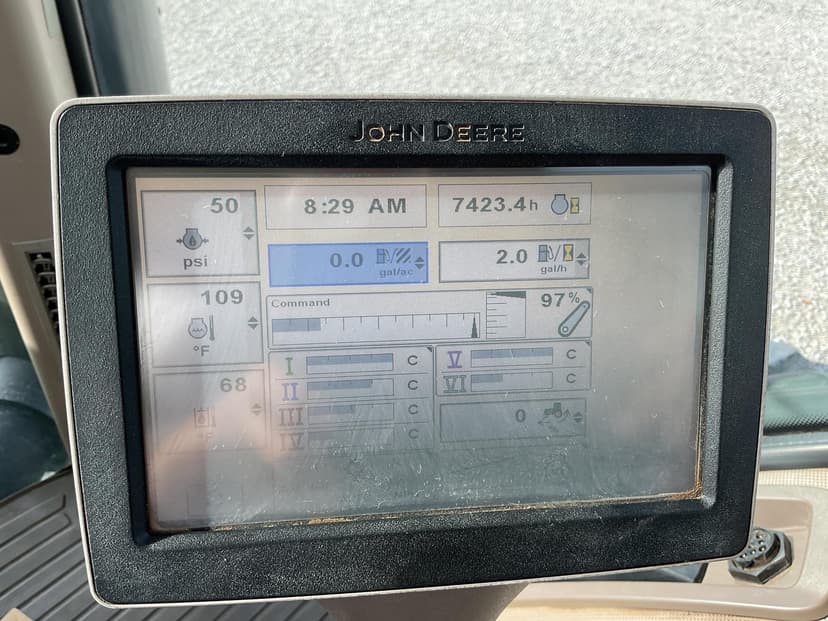 JOHN DEERE
50
psi
8:29 AM
7423.4 h
0.0 gal/ac
2.0 gal/h
109
°F
Command
97%
68
°F
I C
II C
III C
IV C
V C
VI C
0